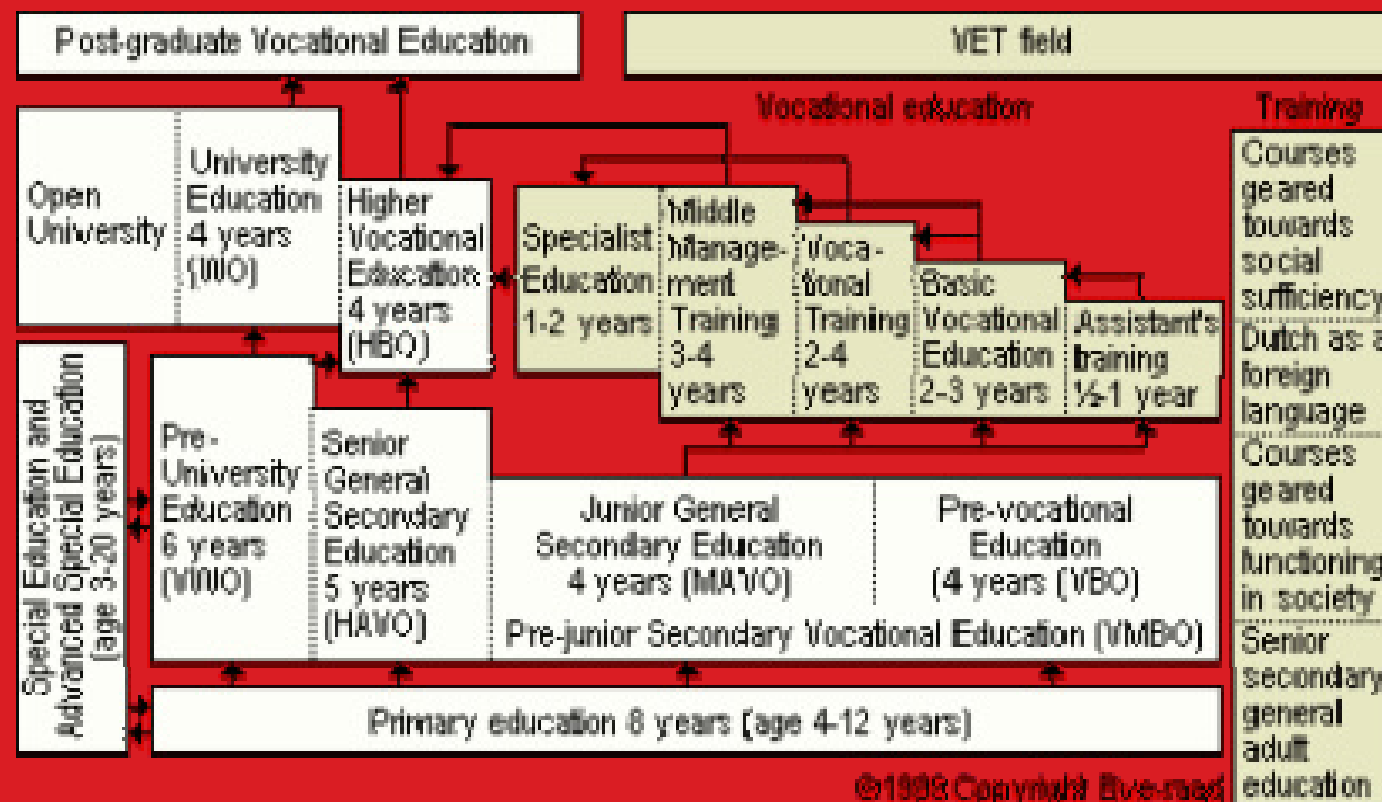 Post-graduate Vocational Education
VET field
Vocational education
Training
Open
University
University
Education
4 years
(WO)
Higher
Vocational
Education
4 years
(HBO)
Specialist
Education
1-2 years
Middle
Manage-
ment
Training
3-4
years
Voca-
tional
Training
2-4
years
Basic
Vocational
Education
2-3 years
Assistant's
training
½-1 year
Courses
geared
towards
social
sufficiency
Dutch as a
foreign
language
Courses
geared
towards
functioning
in society
Senior
secondary
general
adult
education
Special Education and
Advanced Special Education
(age 3-20 years)
Pre-
University
Education
6 years
(VWO)
Senior
General
Secondary
Education
5 years
(HAVO)
Junior General
Secondary Education
4 years (MAVO)
Pre-vocational
Education
(4 years (VBO)
Pre-junior Secondary Vocational Education (VMBO)
Primary education 8 years (age 4-12 years)
Copyright Bve-raad